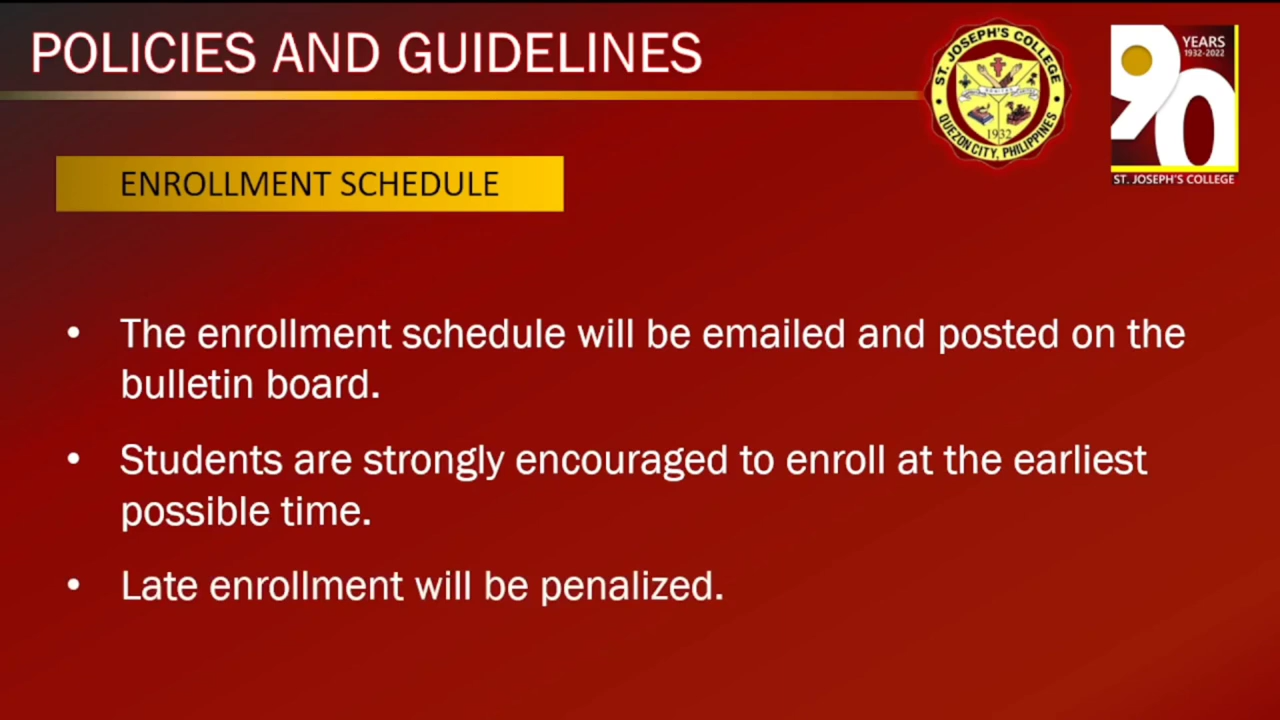 POLICIES AND GUIDELINES
ST. JOSEPH'S COLLEGE
QUEZON CITY, PHILIPPINES
1932
YEARS
1932-2022
90
ST. JOSEPH'S COLLEGE
ENROLLMENT SCHEDULE
• The enrollment schedule will be emailed and posted on the
bulletin board.
• Students are strongly encouraged to enroll at the earliest
possible time.
• Late enrollment will be penalized.